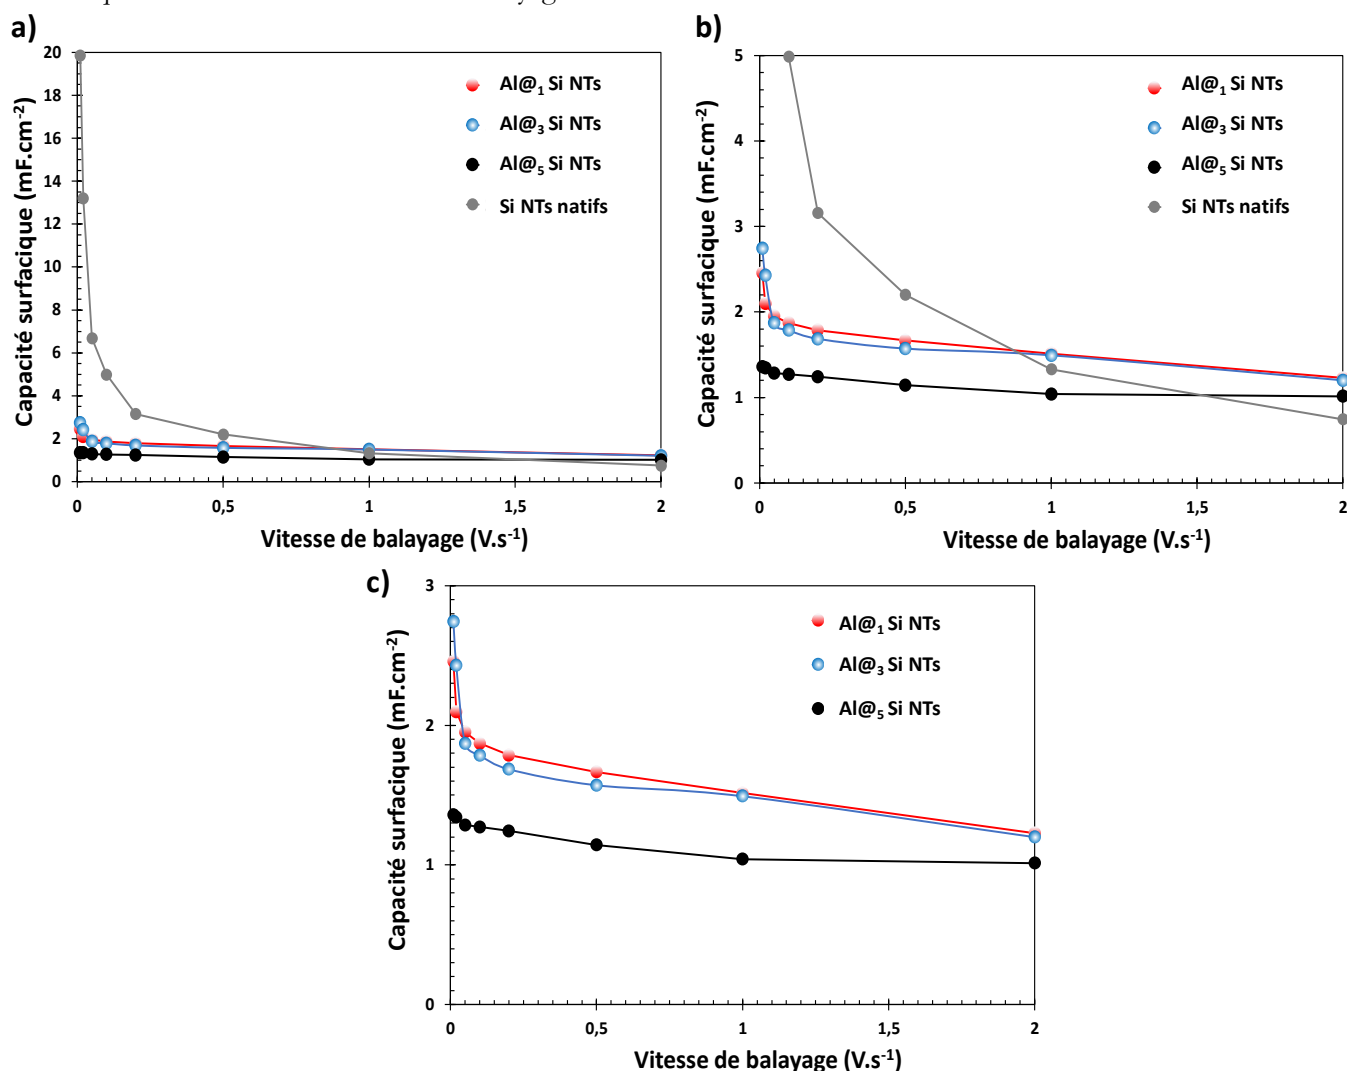 a)
20
18
16
14
12
10
8
6
4
2
0
0
0,5
1
1,5
2
Capacité surfacique (mF.cm⁻²)
Vitesse de balayage (V.s⁻¹)
Al@₁ Si NTs
Al@₃ Si NTs
Al@₅ Si NTs
Si NTs natifs
b)
5
4
3
2
1
0
0
0,5
1
1,5
2
Capacité surfacique (mF.cm⁻²)
Vitesse de balayage (V.s⁻¹)
Al@₁ Si NTs
Al@₃ Si NTs
Al@₅ Si NTs
Si NTs natifs
c)
3
2
1
0
0
0,5
1
1,5
2
Capacité surfacique (mF.cm⁻²)
Vitesse de balayage (V.s⁻¹)
Al@₁ Si NTs
Al@₃ Si NTs
Al@₅ Si NTs